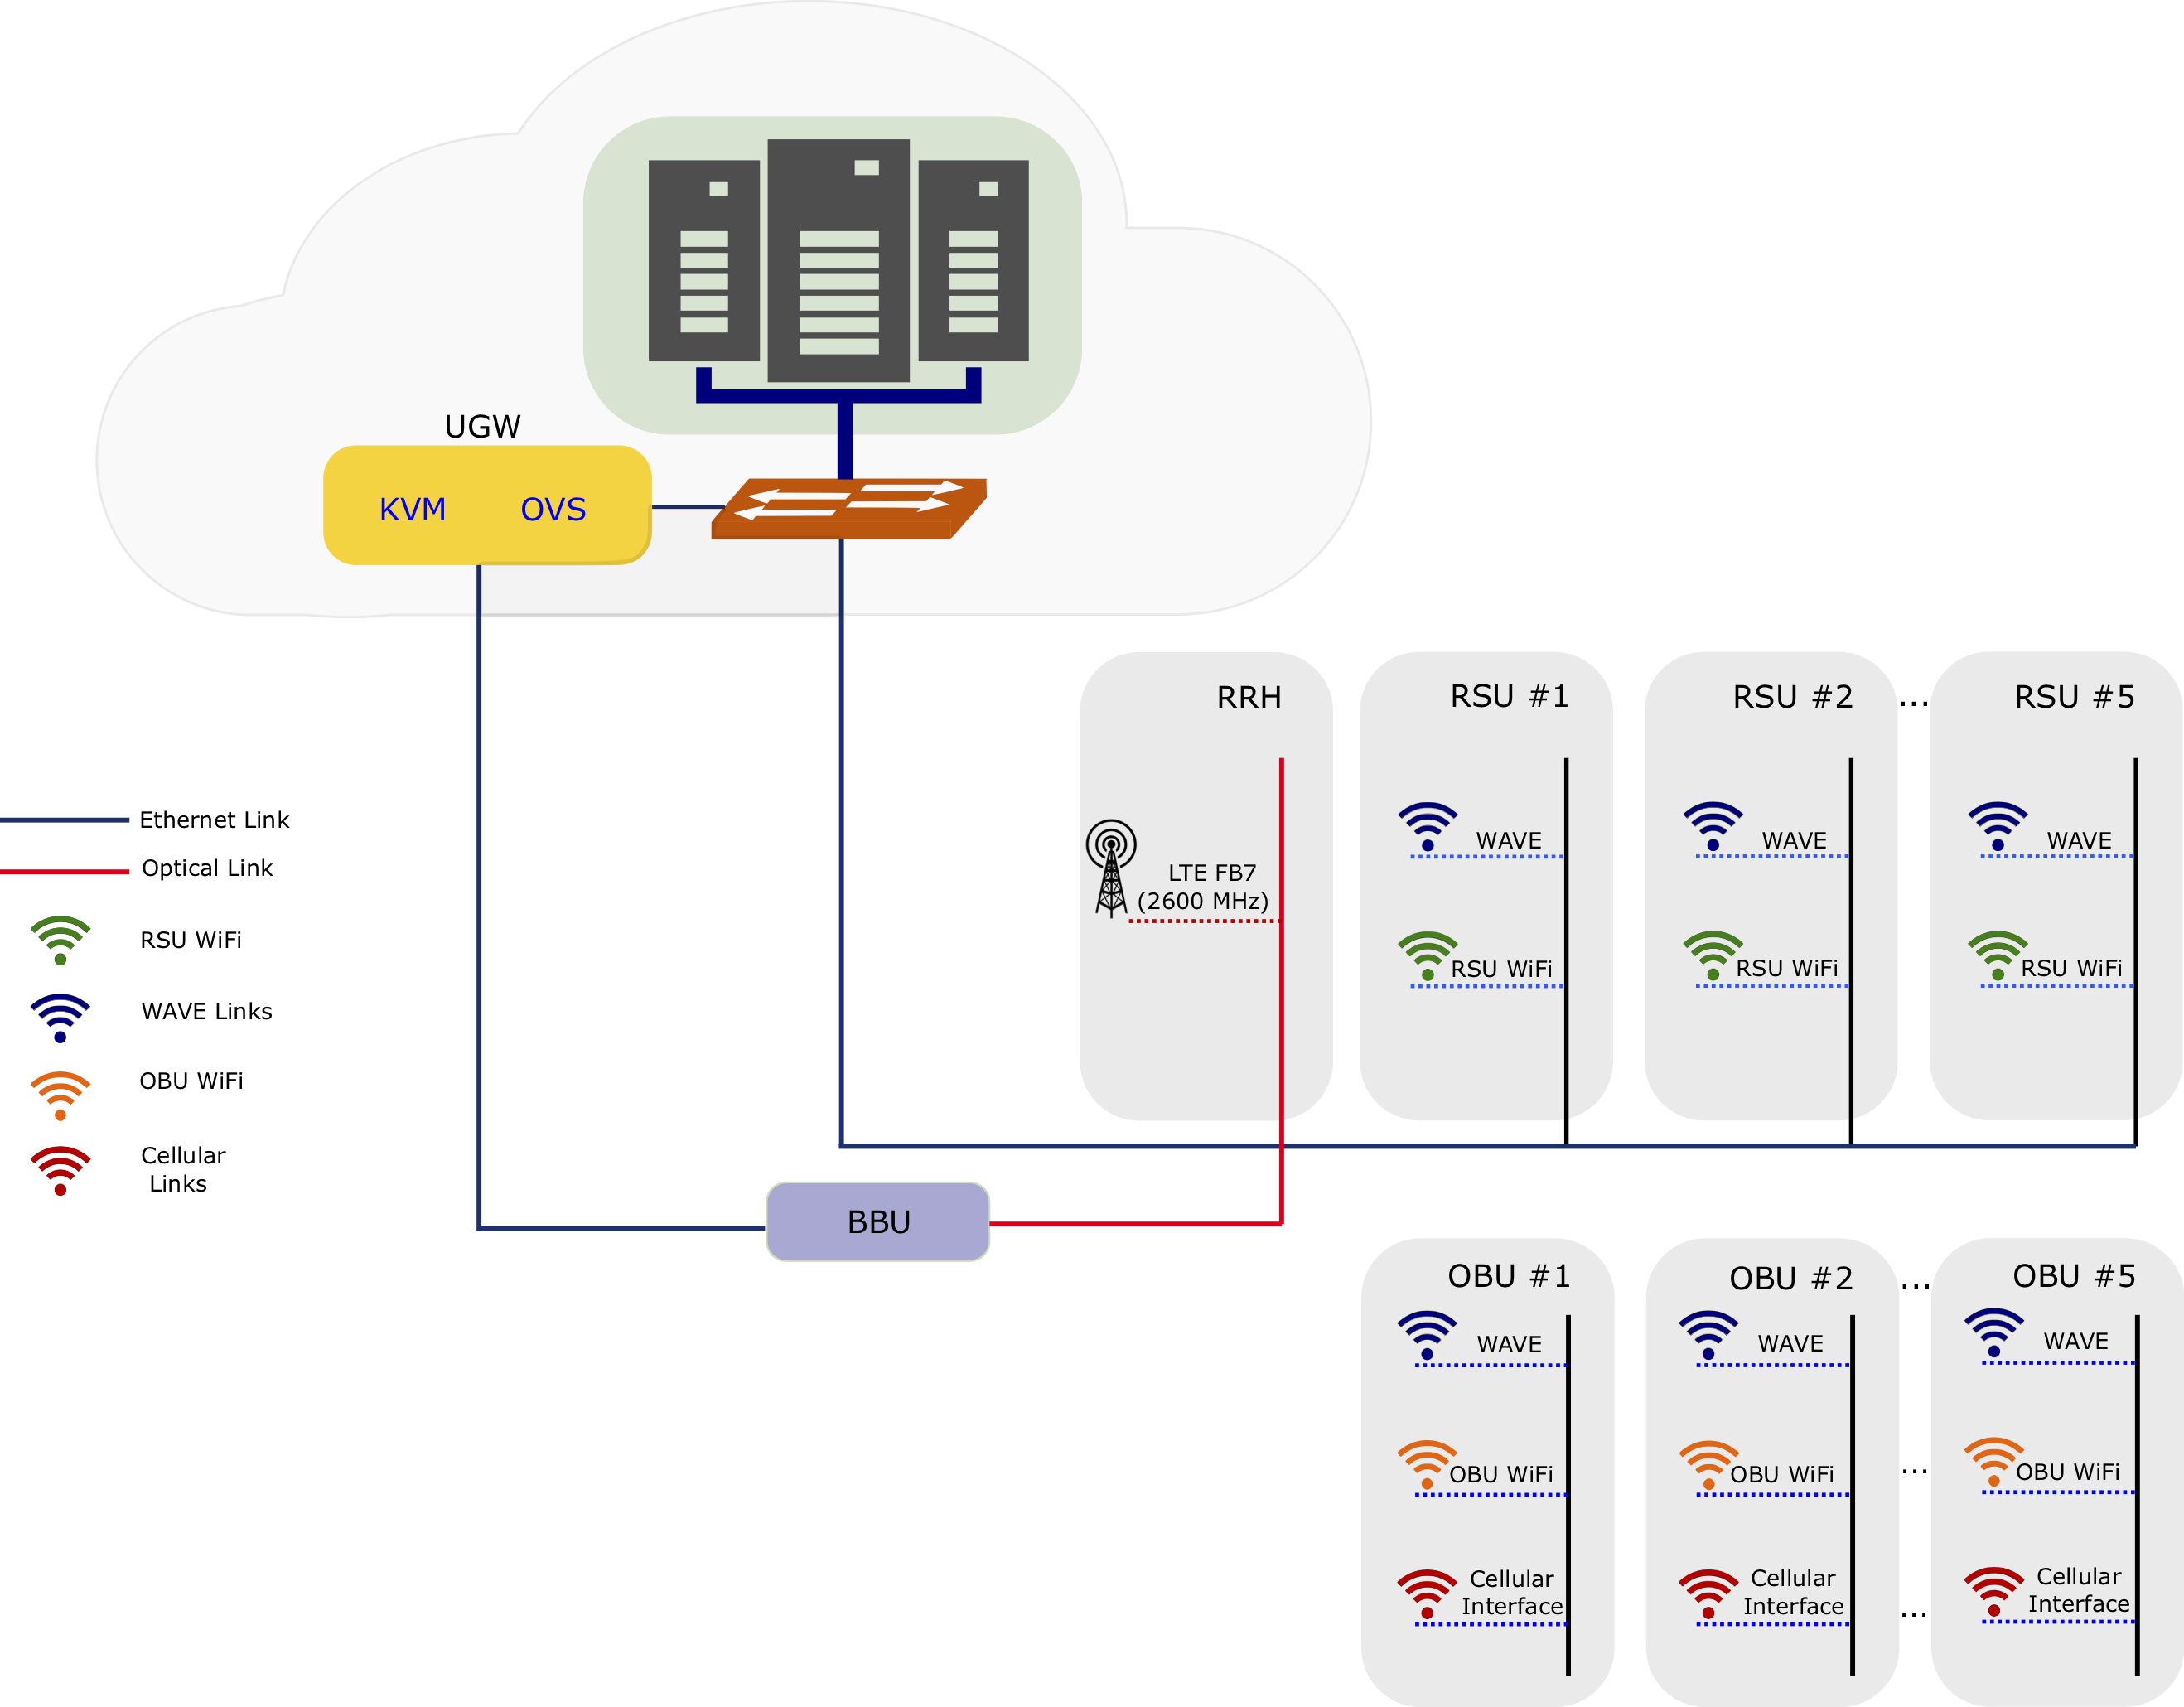 UGW
KVM OVS
RRH
LTE FB7
(2600 MHz)
RSU #1
WAVE
RSU WiFi
RSU #2
WAVE
RSU WiFi
...
RSU #5
WAVE
RSU WiFi
Ethernet Link
Optical Link
RSU WiFi
WAVE Links
OBU WiFi
Cellular
Links
BBU
OBU #1
WAVE
OBU WiFi
Cellular
Interface
OBU #2
WAVE
OBU WiFi
Cellular
Interface
...
...
...
OBU #5
WAVE
OBU WiFi
Cellular
Interface